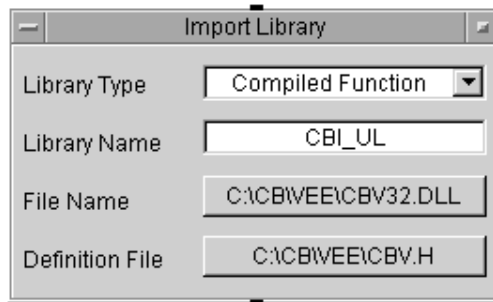 Import Library
Library Type Compiled Function
Library Name CBI_UL
File Name C:\CB\VEE\CBV32.DLL
Definition File C:\CB\VEE\CBV.H